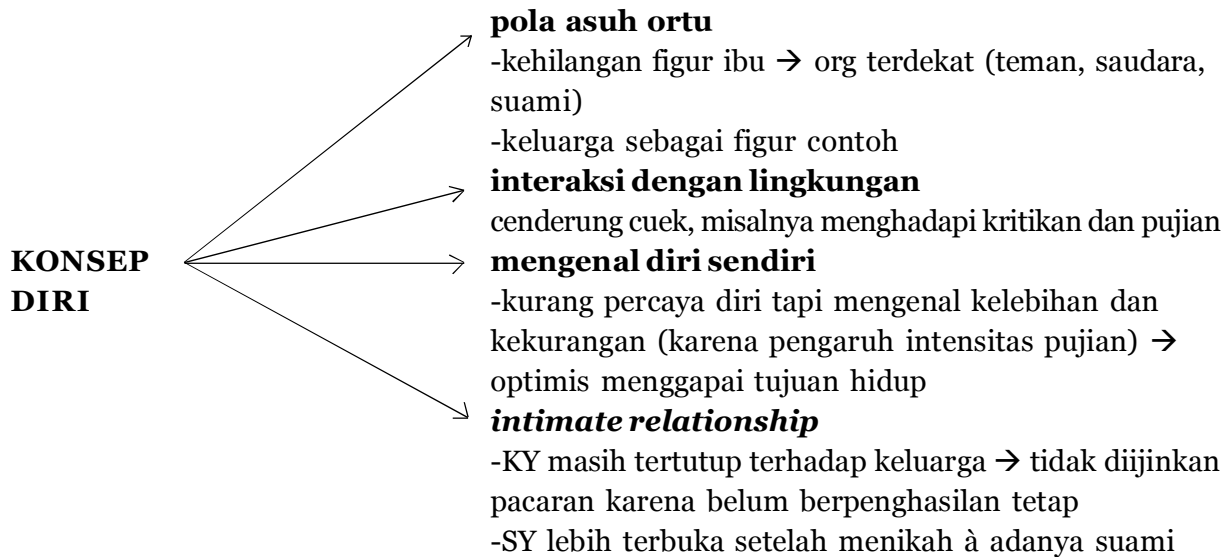 pola asuh ortu
-kehilangan figur ibu → org terdekat (teman, saudara,
suami)
-keluarga sebagai figur contoh
interaksi dengan lingkungan
cenderung cuek, misalnya menghadapi kritikan dan pujian
KONSEP
DIRI
mengenal diri sendiri
-kurang percaya diri tapi mengenal kelebihan dan
kekurangan (karena pengaruh intensitas pujian) →
optimis menggapai tujuan hidup
intimate relationship
-KY masih tertutup terhadap keluarga → tidak diijinkan
pacaran karena belum berpenghasilan tetap
-SY lebih terbuka setelah menikah à adanya suami